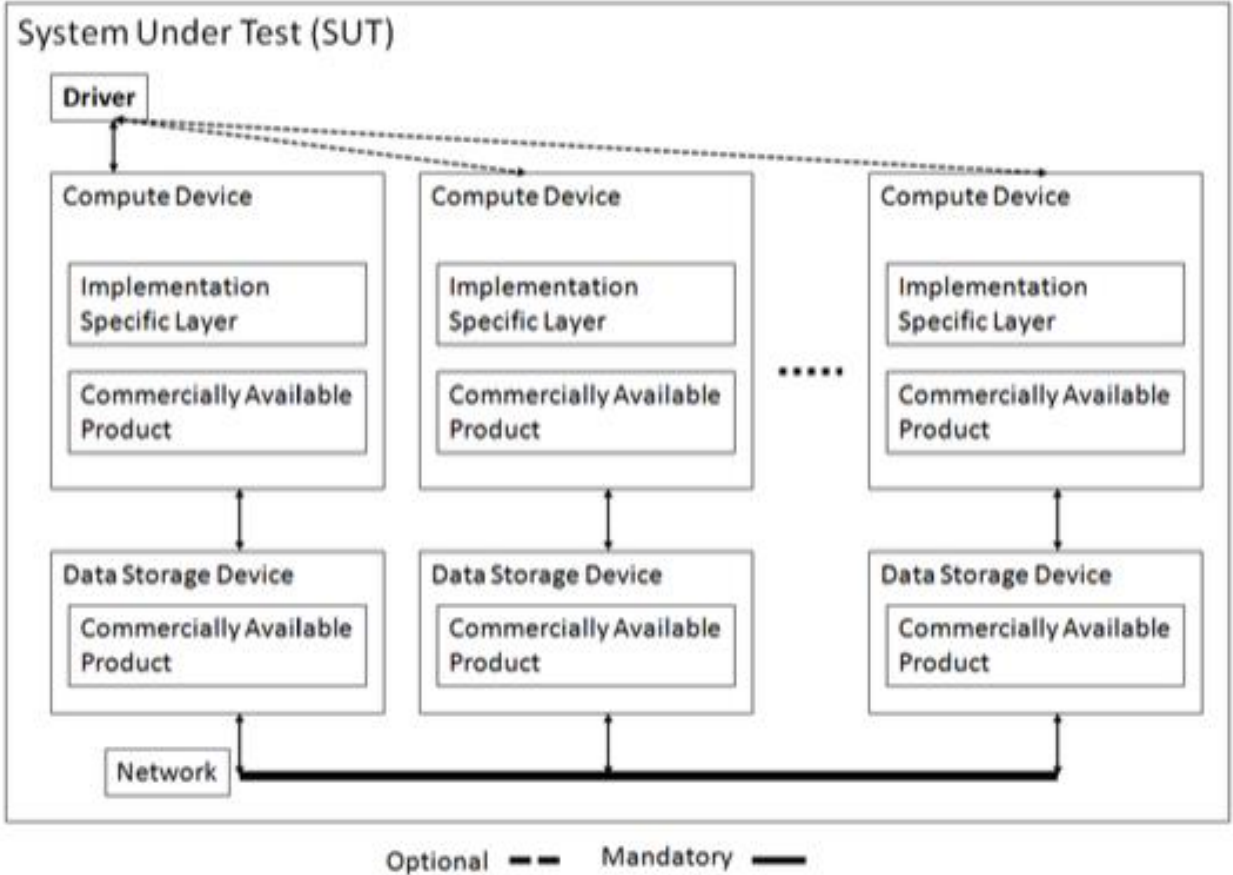 System Under Test (SUT)
Driver
Compute Device
Compute Device
Compute Device
Implementation
Specific Layer
Implementation
Specific Layer
Implementation
Specific Layer
Commercially Available
Product
Commercially Available
Product
Commercially Available
Product
Data Storage Device
Data Storage Device
Data Storage Device
Commercially Available
Product
Commercially Available
Product
Commercially Available
Product
Network
Optional
Mandatory